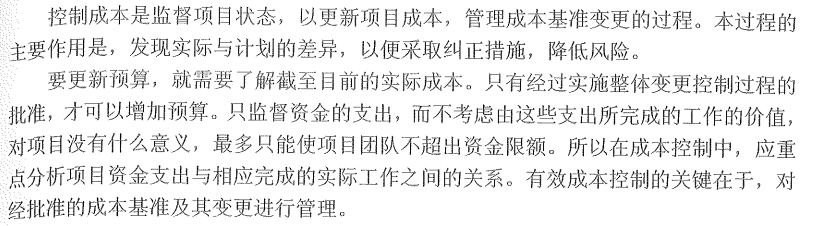 控制成本是监督项目状态，以更新项目成本，管理成本基准变更的过程。本过程的
主要作用是，发现实际与计划的差异，以便采取纠正措施，降低风险。
要更新预算，就需要了解截至目前的实际成本。只有经过实施整体变更控制过程的
批准，才可以增加预算。只监督资金的支出，而不考虑由这些支出所完成的工作的价值，
对项目没有什么意义，最多只能使项目团队不超出资金限额。所以在成本控制中，应重
点分析项目资金支出与相应完成的实际工作之间的关系。有效成本控制的关键在于，对
经批准的成本基准及其变更进行管理。